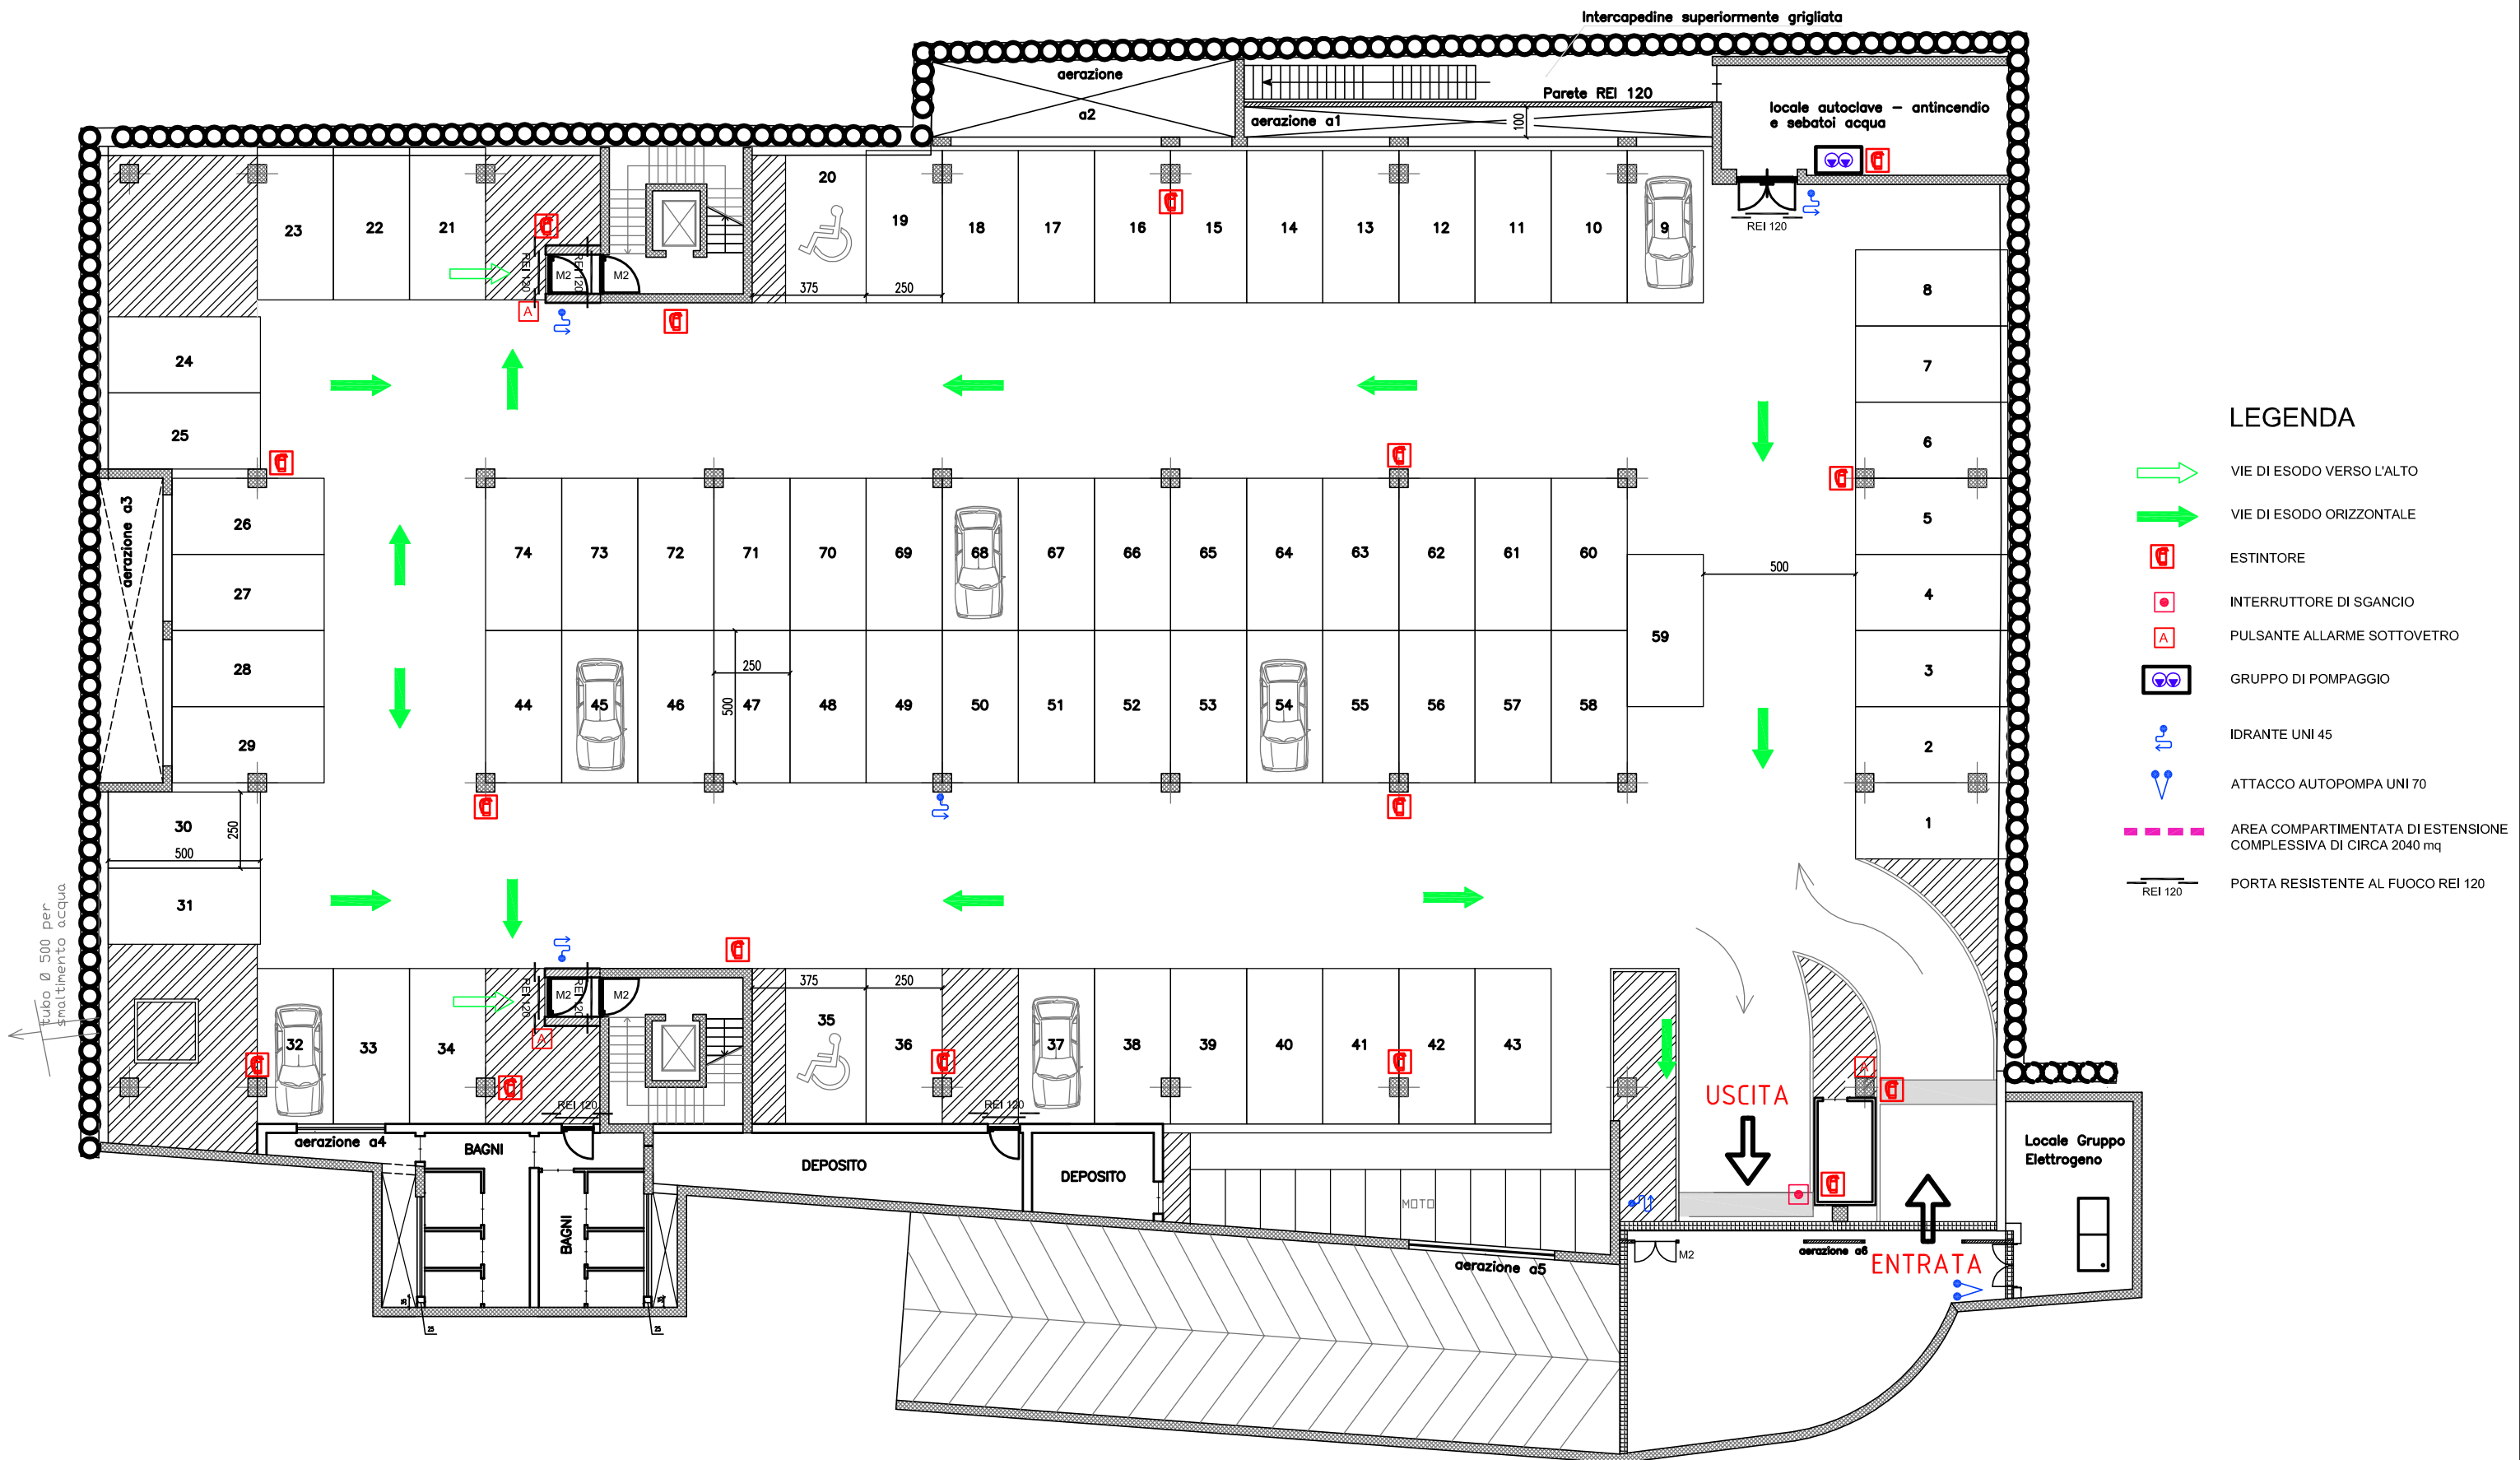 Intercapedine superiormente grigliata
aerazione
a2
Parete REI 120
aerazione a1
100
locale autoclave – antincendio
e sebatoi acqua
REI 120
23
22
21
REI 120
M2
REI 120
M2
A
20
19
18
17
16
15
14
13
12
11
10
9
375
250
8
7
6
5
4
3
2
1
24
25
aerazione a3
26
27
28
29
30
31
250
500
74
73
72
71
70
69
68
67
66
65
64
63
62
61
60
59
500
44
45
46
47
48
49
50
51
52
53
54
55
56
57
58
250
500
tubo Ø 500 per
smaltimento acqua
32
33
34
REI 120
M2
REI 120
M2
A
REI 120
375
250
35
36
37
38
39
40
41
42
43
REI 120
aerazione a4
BAGNI
BAGNI
DEPOSITO
DEPOSITO
MOTO
aerazione a5
25
25
USCITA
A
M2
aerazione a6
ENTRATA
Locale Gruppo
Elettrogeno
LEGENDA
VIE DI ESODO VERSO L'ALTO
VIE DI ESODO ORIZZONTALE
ESTINTORE
INTERRUTTORE DI SGANCIO
A PULSANTE ALLARME SOTTOVETRO
GRUPPO DI POMPAGGIO
IDRANTE UNI 45
ATTACCO AUTOPOMPA UNI 70
AREA COMPARTIMENTATA DI ESTENSIONE
COMPLESSIVA DI CIRCA 2040 mq
REI 120 PORTA RESISTENTE AL FUOCO REI 120